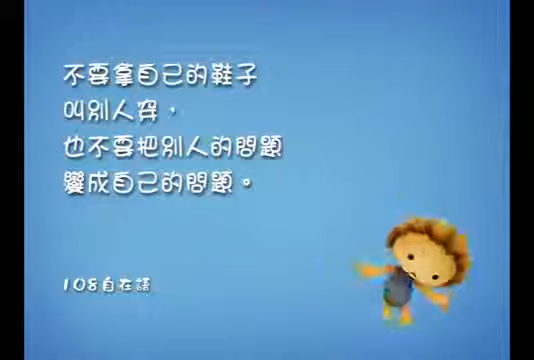 不要拿自己的鞋子
叫別人穿，
也不要把別人的問題
變成自己的問題。
108自在語